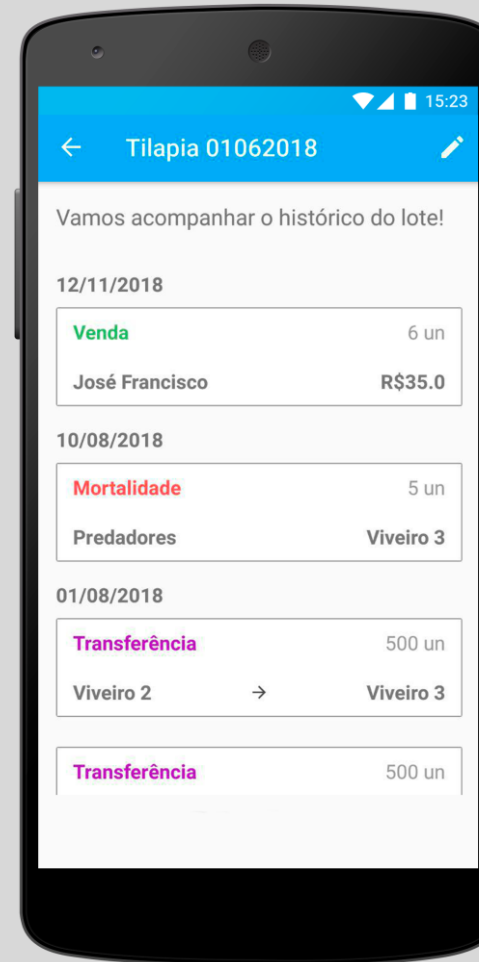 15:23
Tilapia 01062018
Vamos acompanhar o histórico do lote!
12/11/2018
Venda 6 un
José Francisco R$35.0
10/08/2018
Mortalidade 5 un
Predadores Viveiro 3
01/08/2018
Transferência 500 un
Viveiro 2 → Viveiro 3
Transferência 500 un